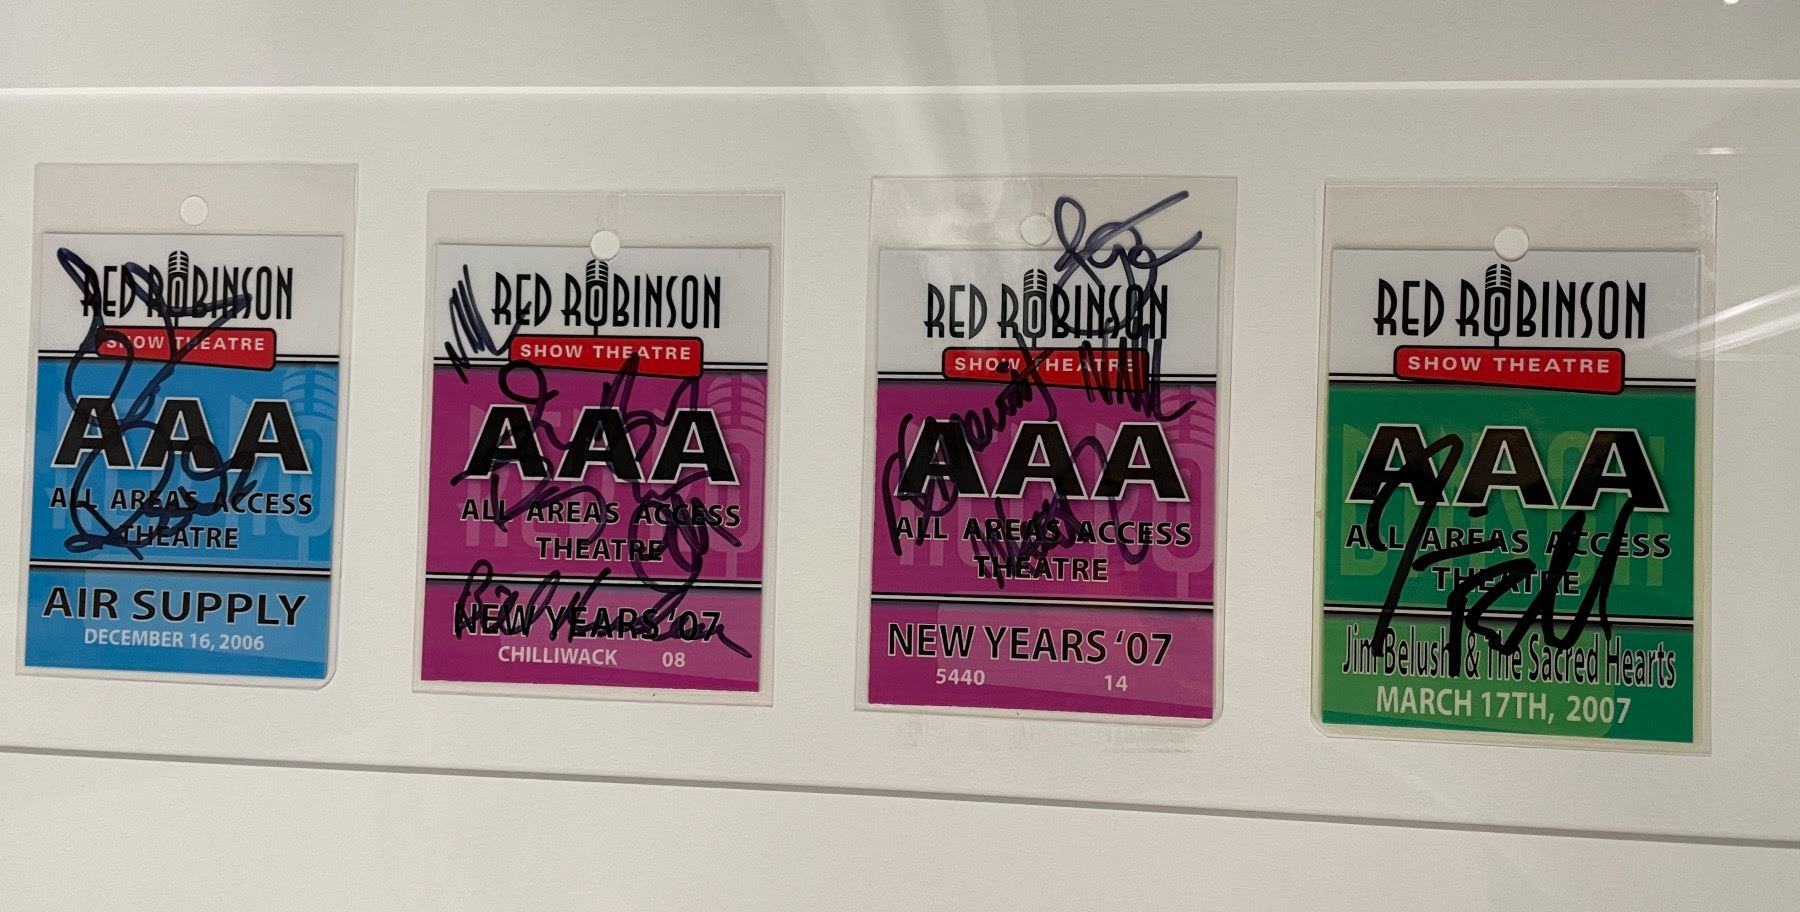 RED ROBINSON
SHOW THEATRE
AAA
ALL AREAS ACCESS
THEATRE
AIR SUPPLY
DECEMBER 16, 2006
RED ROBINSON
SHOW THEATRE
AAA
ALL AREAS ACCESS
THEATRE
NEW YEARS ‘07
CHILLIWACK 08
RED ROBINSON
SHOW THEATRE
AAA
ALL AREAS ACCESS
THEATRE
NEW YEARS ‘07
5440 14
RED ROBINSON
SHOW THEATRE
AAA
ALL AREAS ACCESS
THEATRE
Jim Belushi & The Sacred Hearts
MARCH 17TH, 2007